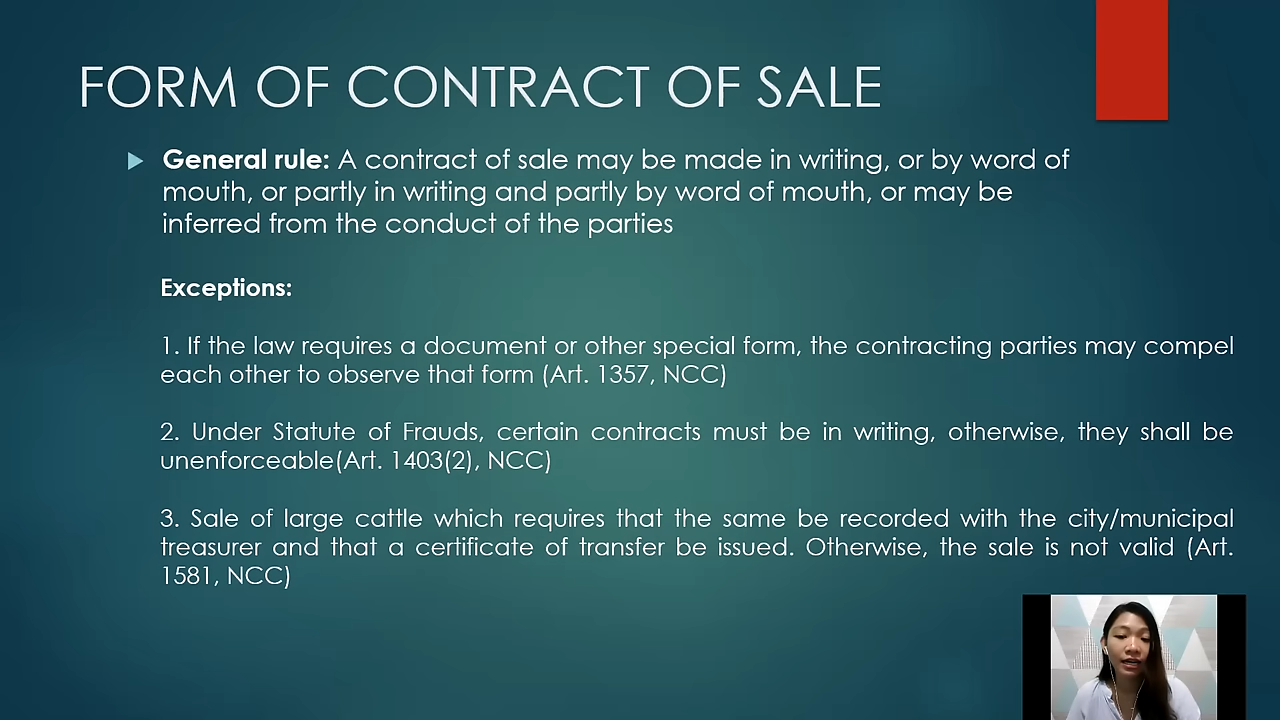 FORM OF CONTRACT OF SALE
General rule: A contract of sale may be made in writing, or by word of
mouth, or partly in writing and partly by word of mouth, or may be
inferred from the conduct of the parties
Exceptions:
1. If the law requires a document or other special form, the contracting parties may compel
each other to observe that form (Art. 1357, NCC)
2. Under Statute of Frauds, certain contracts must be in writing, otherwise, they shall be
unenforceable(Art. 1403(2), NCC)
3. Sale of large cattle which requires that the same be recorded with the city/municipal
treasurer and that a certificate of transfer be issued. Otherwise, the sale is not valid (Art.
1581, NCC)